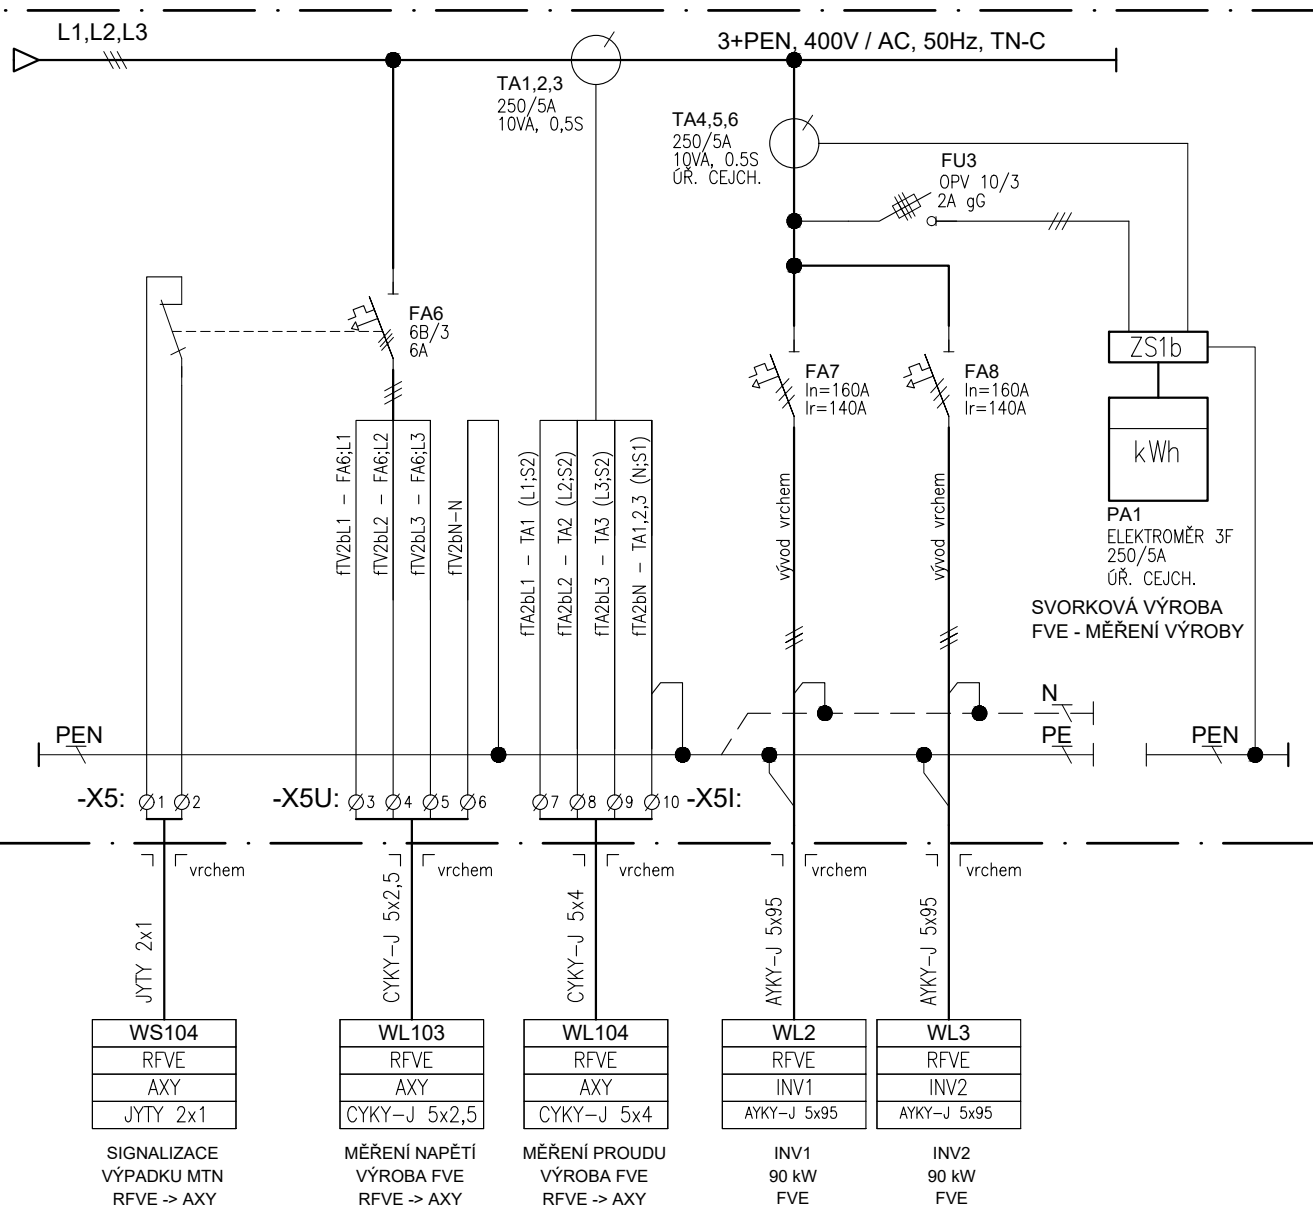 L1,L2,L3
3+PEN, 400V / AC, 50Hz, TN-C
TA1,2,3
250/5A
10VA, 0,5S
TA4,5,6
250/5A
10VA, 0.5S
ÚŘ. CEJCH.
FU3
OPV 10/3
2A gG
FA6
6B/3
6A
FA7
In=160A
Ir=140A
FA8
In=160A
Ir=140A
ZS1b
kWh
PA1
ELEKTROMĚR 3F
250/5A
ÚŘ. CEJCH.
SVORKOVÁ VÝROBA
FVE - MĚŘENÍ VÝROBY
fTV2bL1 - FA6;L1
fTV2bL2 - FA6;L2
fTV2bL3 - FA6;L3
fTV2bN-N
fTA2bL1 - TA1 (L1;S2)
fTA2bL2 - TA2 (L2;S2)
fTA2bL3 - TA3 (L3;S2)
fTA2bN - TA1,2,3 (N;S1)
vývod vrchem
vývod vrchem
PEN
N
PE
PEN
-X5:
1
2
-X5U:
3
4
5
6
7
8
9
10
-X5I:
vrchem
vrchem
vrchem
vrchem
vrchem
JYTY 2x1
CYKY-J 5x2,5
CYKY-J 5x4
AYKY-J 5x95
AYKY-J 5x95
WS104
RFVE
AXY
JYTY 2x1
SIGNALIZACE
VÝPADKU MTN
RFVE -> AXY
WL103
RFVE
AXY
CYKY-J 5x2,5
MĚŘENÍ NAPĚTÍ
VÝROBA FVE
RFVE -> AXY
WL104
RFVE
AXY
CYKY-J 5x4
MĚŘENÍ PROUDU
VÝROBA FVE
RFVE -> AXY
WL2
RFVE
INV1
AYKY-J 5x95
INV1
90 kW
FVE
WL3
RFVE
INV2
AYKY-J 5x95
INV2
90 kW
FVE